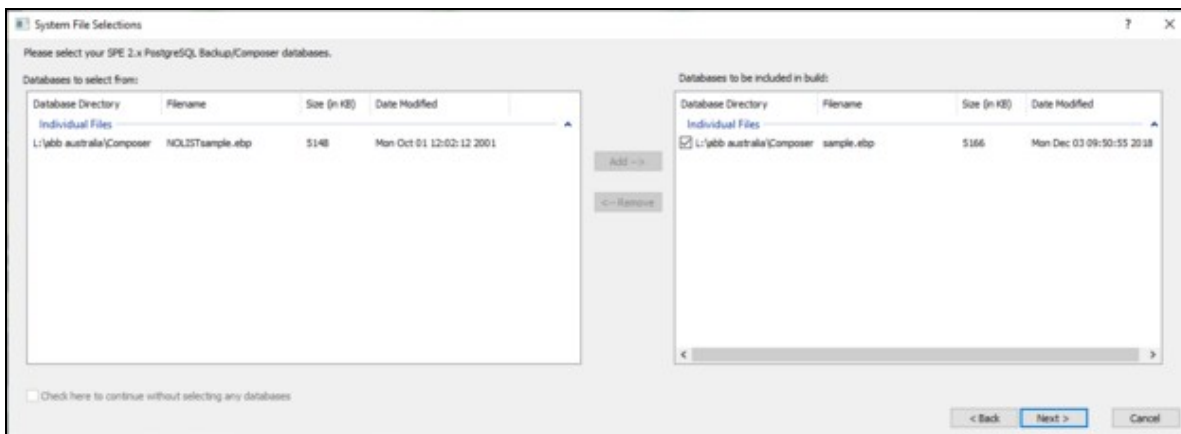 System File Selections
? ×
Please select your SPE 2.x PostgreSQL Backup/Composer databases.
Databases to select from:
Database Directory Filename Size (in KB) Date Modified
Individual Files
L:\abb australia\Composer NOLISTsample.ebp 5148 Mon Oct 01 12:02:12 2001
Add -->
<-- Remove
Databases to be included in build:
Database Directory Filename Size (in KB) Date Modified
Individual Files
L:\abb australia\Composer sample.ebp 5166 Mon Dec 03 09:50:55 2018
Check here to continue without selecting any databases
< Back Next > Cancel